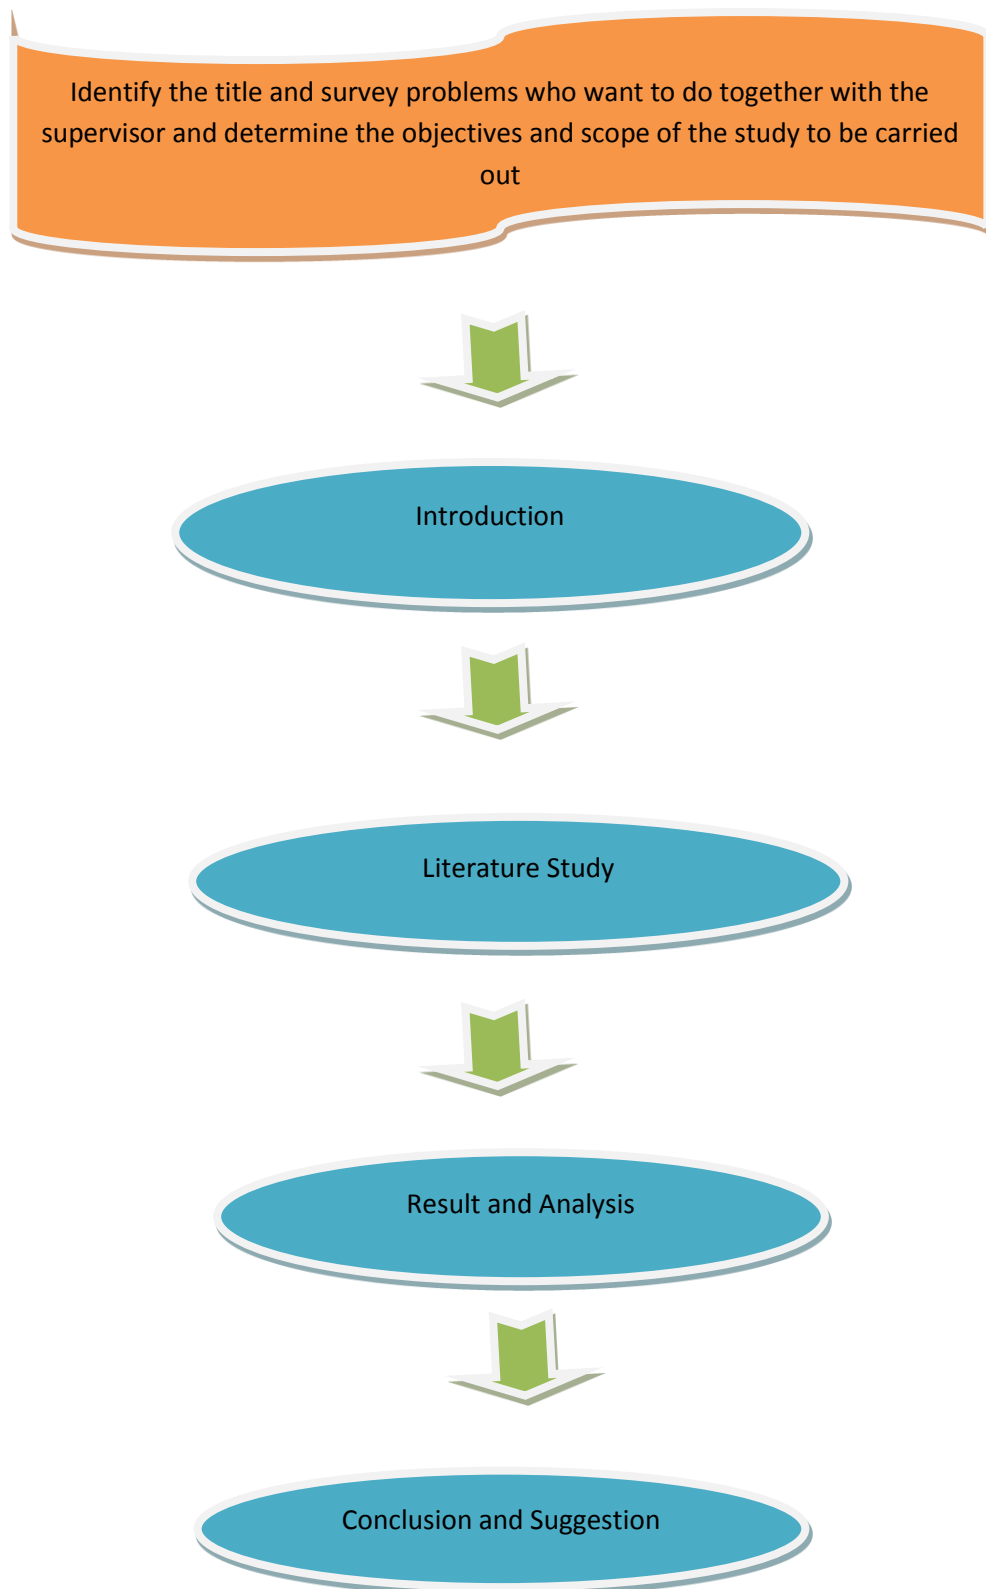 Identify the title and survey problems who want to do together with the
supervisor and determine the objectives and scope of the study to be carried
out
Introduction
Literature Study
Result and Analysis
Conclusion and Suggestion